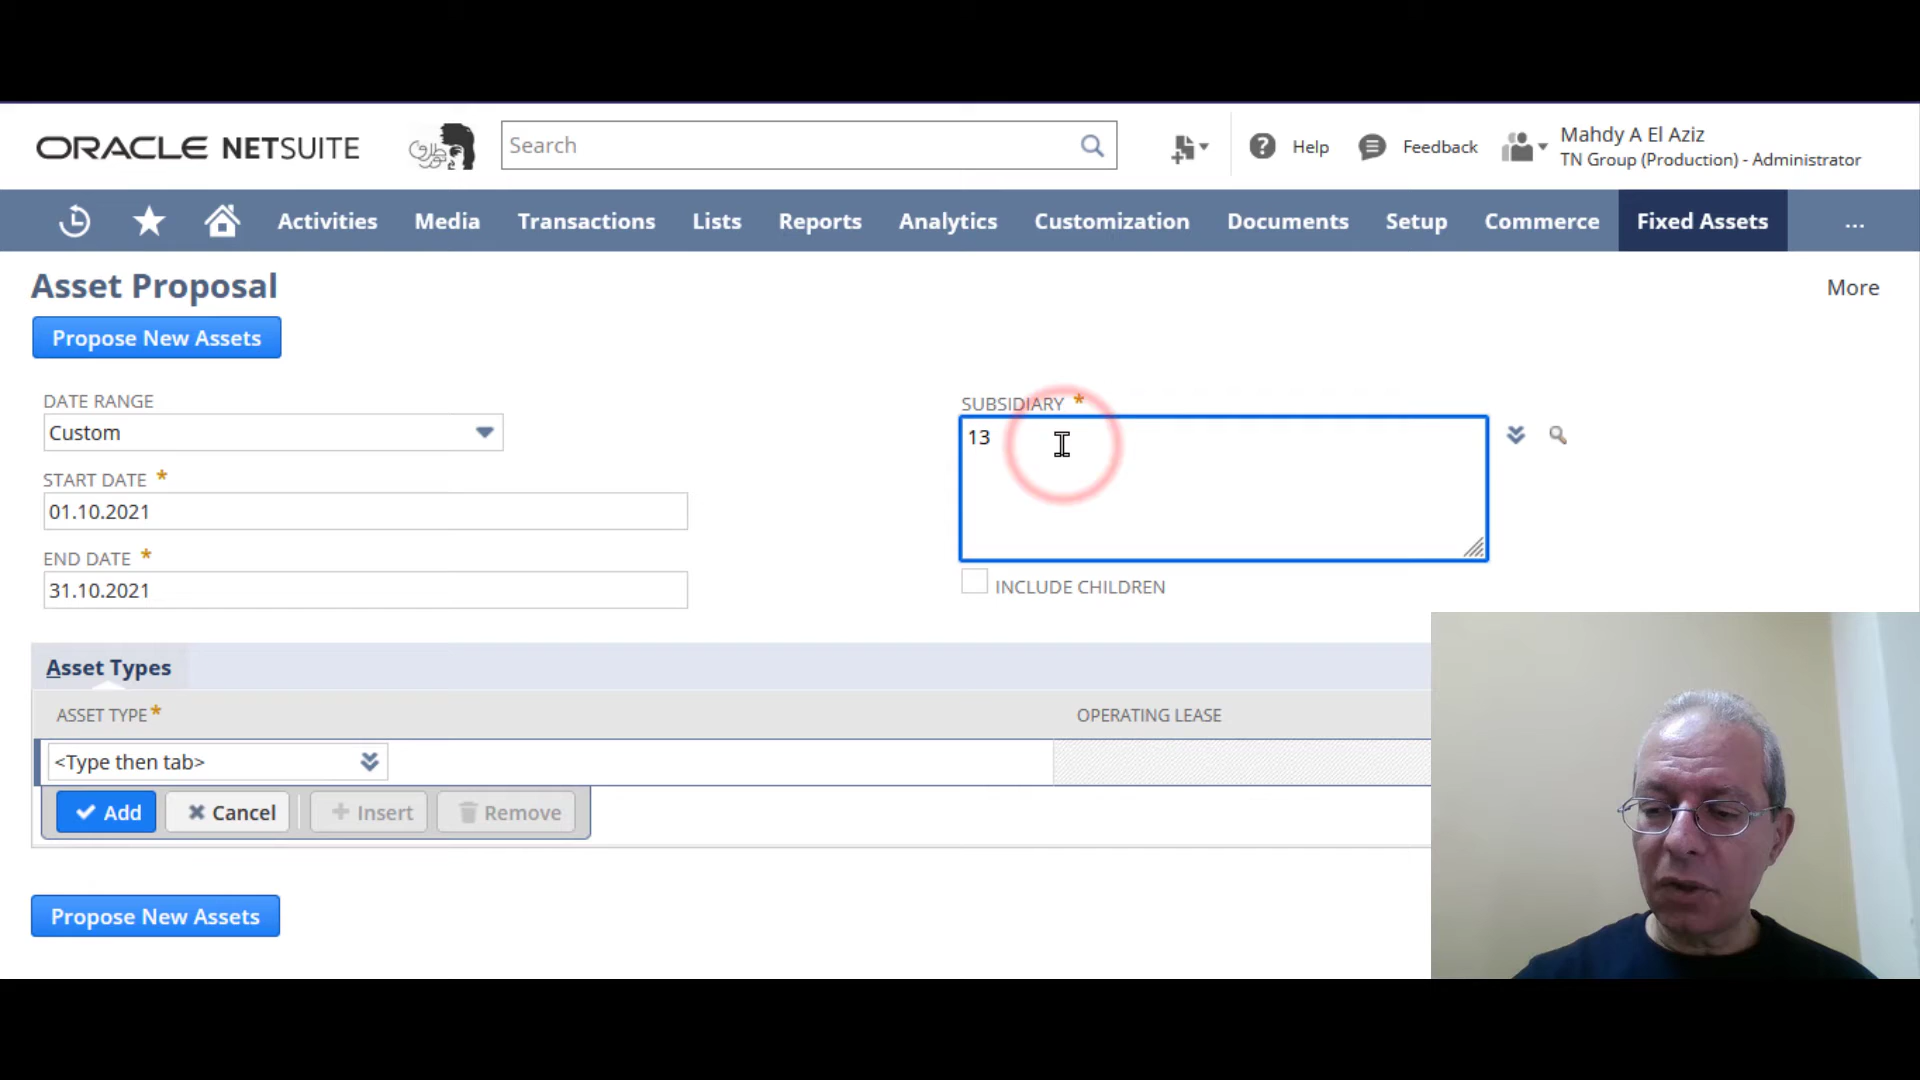 ORACLE NETSUITE
Search
Help
Feedback
Mahdy A El Aziz
TN Group (Production) - Administrator
Activities
Media
Transactions
Lists
Reports
Analytics
Customization
Documents
Setup
Commerce
Fixed Assets
...
Asset Proposal
More
Propose New Assets
DATE RANGE
Custom
START DATE *
01.10.2021
END DATE *
31.10.2021
SUBSIDIARY *
13
INCLUDE CHILDREN
Asset Types
ASSET TYPE *
OPERATING LEASE
<Type then tab>
Add
Cancel
Insert
Remove
Propose New Assets